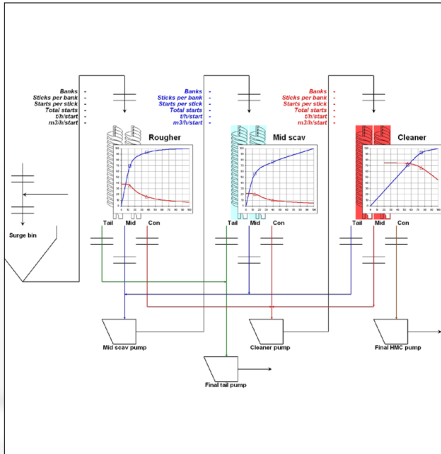 Banks -
Sticks per bank -
Starts per stick -
Total starts -
t/h/start -
m3/h/start -
Banks -
Sticks per bank -
Starts per stick -
Total starts -
t/h/start -
m3/h/start -
Banks -
Sticks per bank -
Starts per stick -
Total starts -
t/h/start -
m3/h/start -
Rougher
Mid scav
Cleaner
Tail Mid Con
Tail Mid Con
Tail Mid Con
Surge bin
Mid scav pump
Cleaner pump
Final HMC pump
Final tail pump